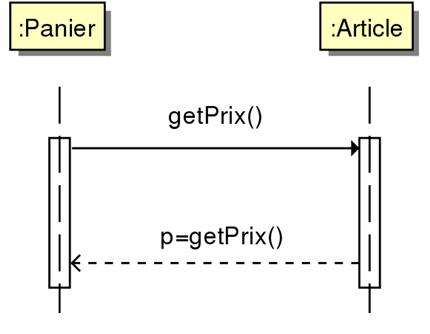 :Panier
:Article
getPrix()
p=getPrix()